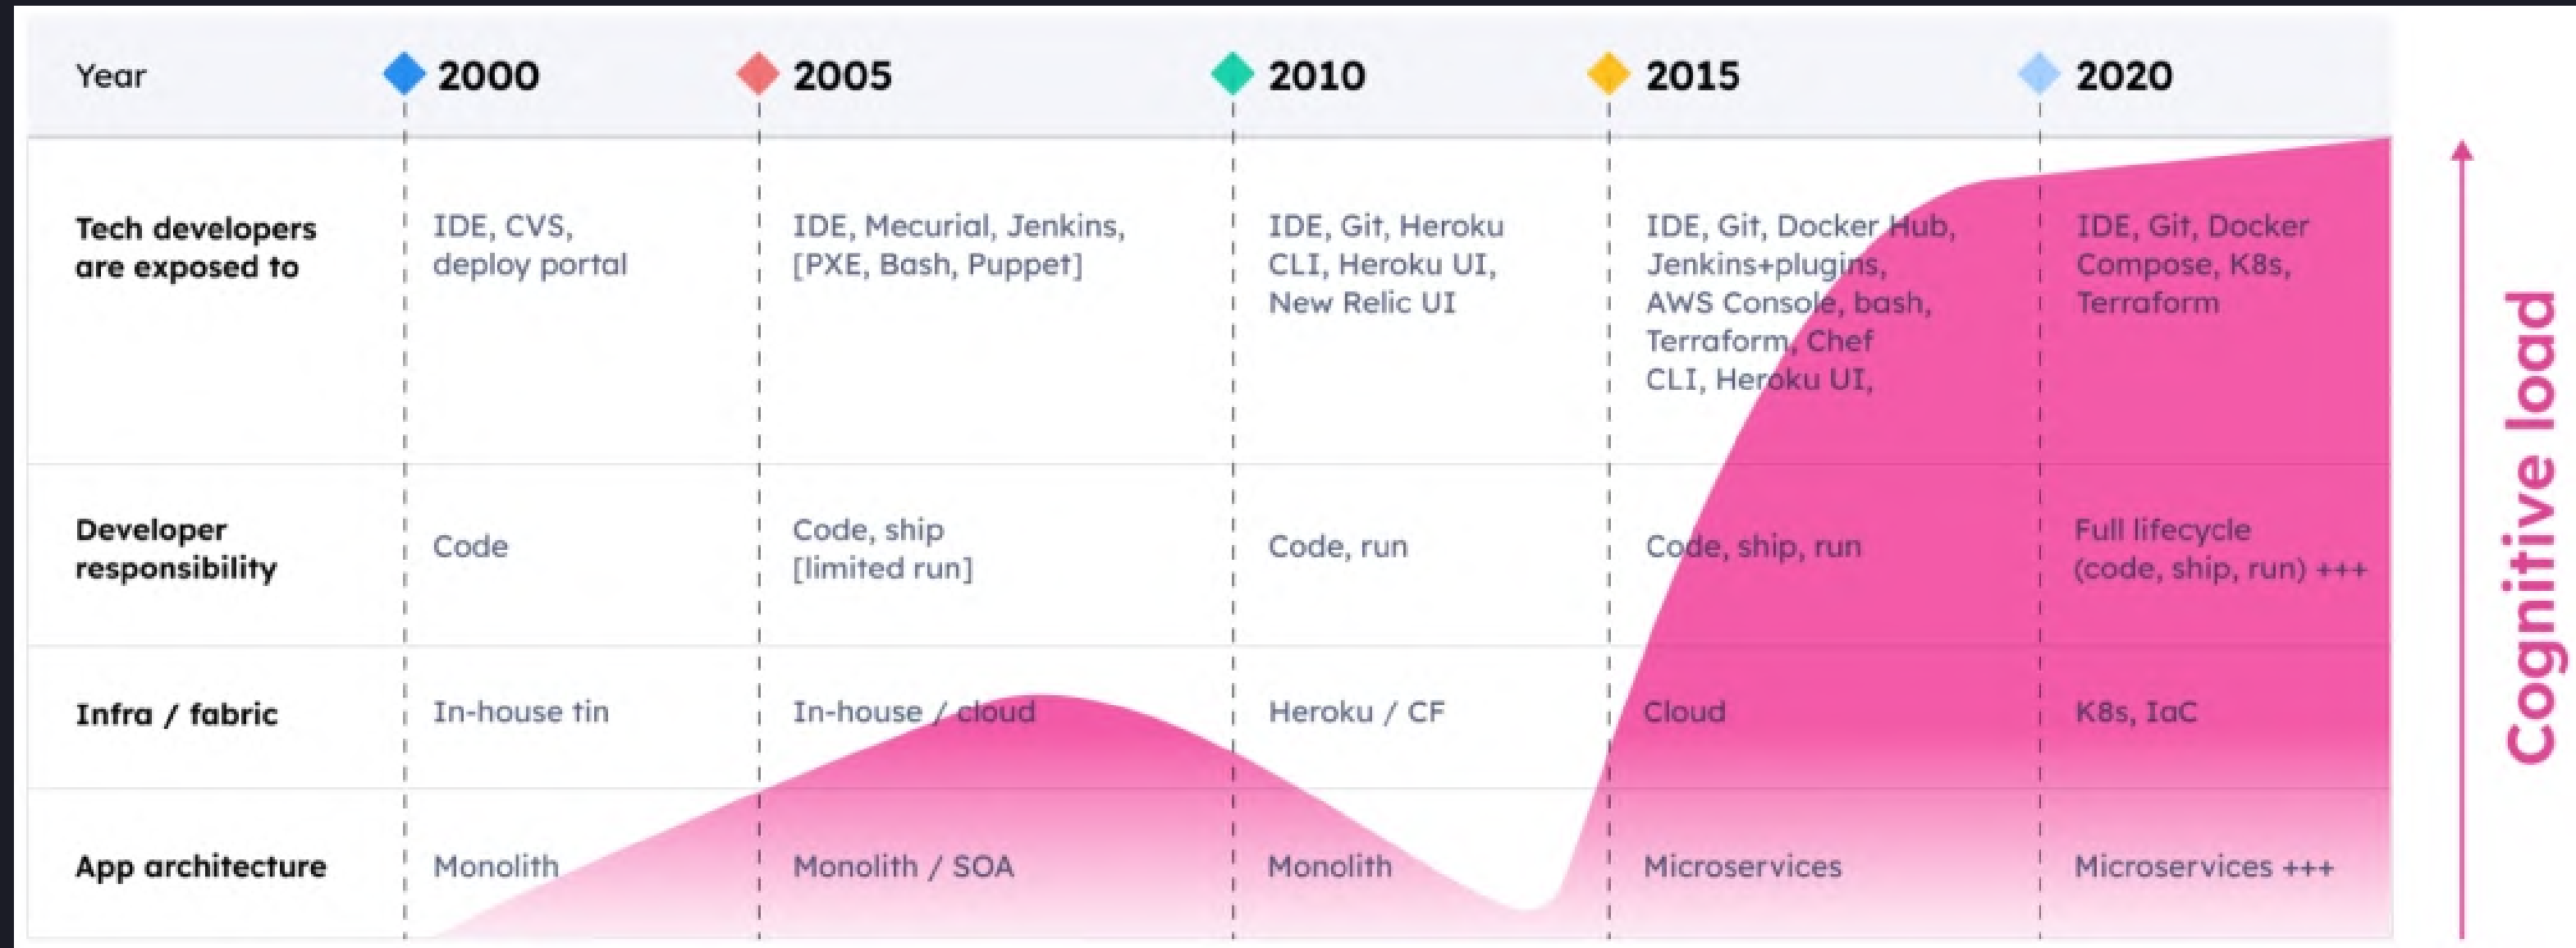 Year
2000
2005
2010
2015
2020
Tech developers
are exposed to
IDE, CVS,
deploy portal
IDE, Mecurial, Jenkins,
[PXE, Bash, Puppet]
IDE, Git, Heroku
CLI, Heroku UI,
New Relic UI
IDE, Git, Docker Hub,
Jenkins+plugins,
AWS Console, bash,
Terraform, Chef
CLI, Heroku UI,
IDE, Git, Docker
Compose, K8s,
Terraform
Developer
responsibility
Code
Code, ship
[limited run]
Code, run
Code, ship, run
Full lifecycle
(code, ship, run) +++
Infra / fabric
In-house tin
In-house / cloud
Heroku / CF
Cloud
K8s, IaC
App architecture
Monolith
Monolith / SOA
Monolith
Microservices
Microservices +++
Cognitive load